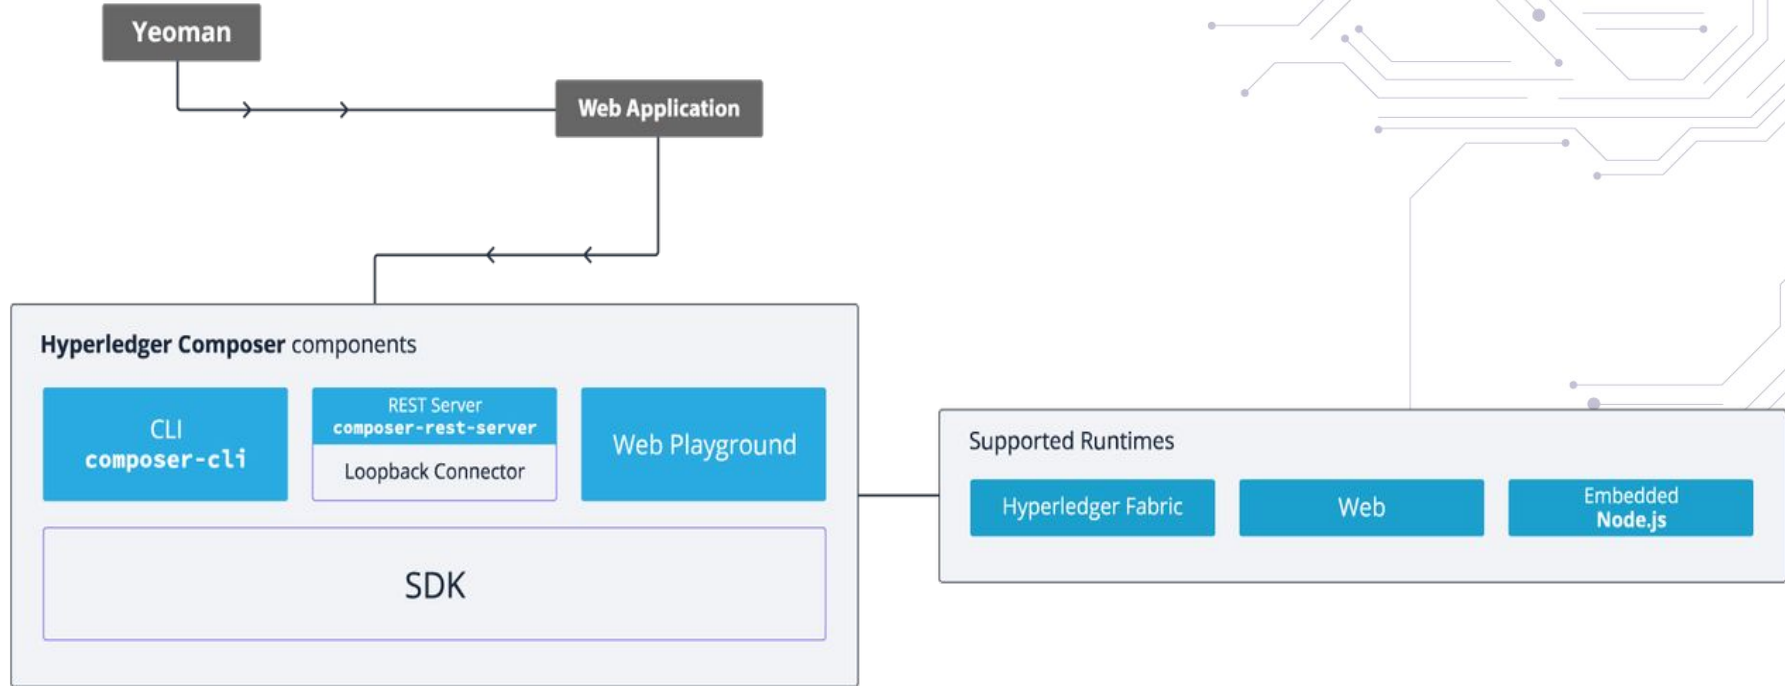 Yeoman
Web Application
Hyperledger Composer components
CLI
composer-cli
REST Server
composer-rest-server
Loopback Connector
Web Playground
SDK
Supported Runtimes
Hyperledger Fabric
Web
Embedded
Node.js